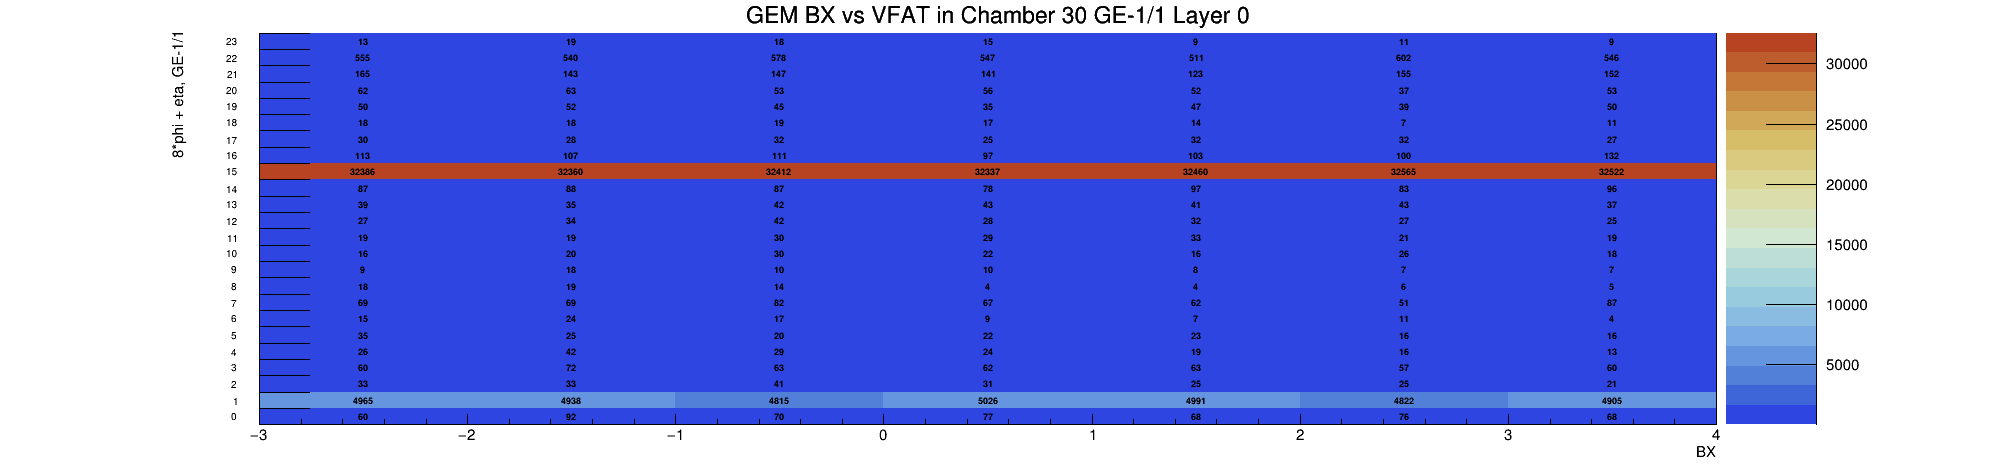 GEM BX vs VFAT in Chamber 30 GE-1/1 Layer 0
8*phi + eta, GE-1/1
23 13 19 18 15 9 11 9
22 555 540 578 547 511 602 546
21 165 143 147 141 123 155 152
20 62 63 53 56 52 37 53
19 50 52 45 35 47 39 50
18 18 18 19 17 14 7 11
17 30 28 32 25 32 32 27
16 113 107 111 97 103 100 132
15 32386 32360 32412 32337 32460 32565 32522
14 87 88 87 78 97 83 96
13 39 35 42 43 41 43 37
12 27 34 42 28 32 27 25
11 19 19 30 29 33 21 19
10 16 20 30 22 16 26 18
9 9 18 10 10 8 7 7
8 18 19 14 4 4 6 5
7 69 69 82 67 62 51 87
6 15 24 17 9 7 11 4
5 35 25 20 22 23 16 16
4 26 42 29 24 19 16 13
3 60 72 63 62 63 57 60
2 33 33 41 31 25 25 21
1 4965 4938 4815 5026 4991 4822 4905
0 60 92 70 77 68 76 68
−3 −2 −1 0 1 2 3 4
BX
30000
25000
20000
15000
10000
5000